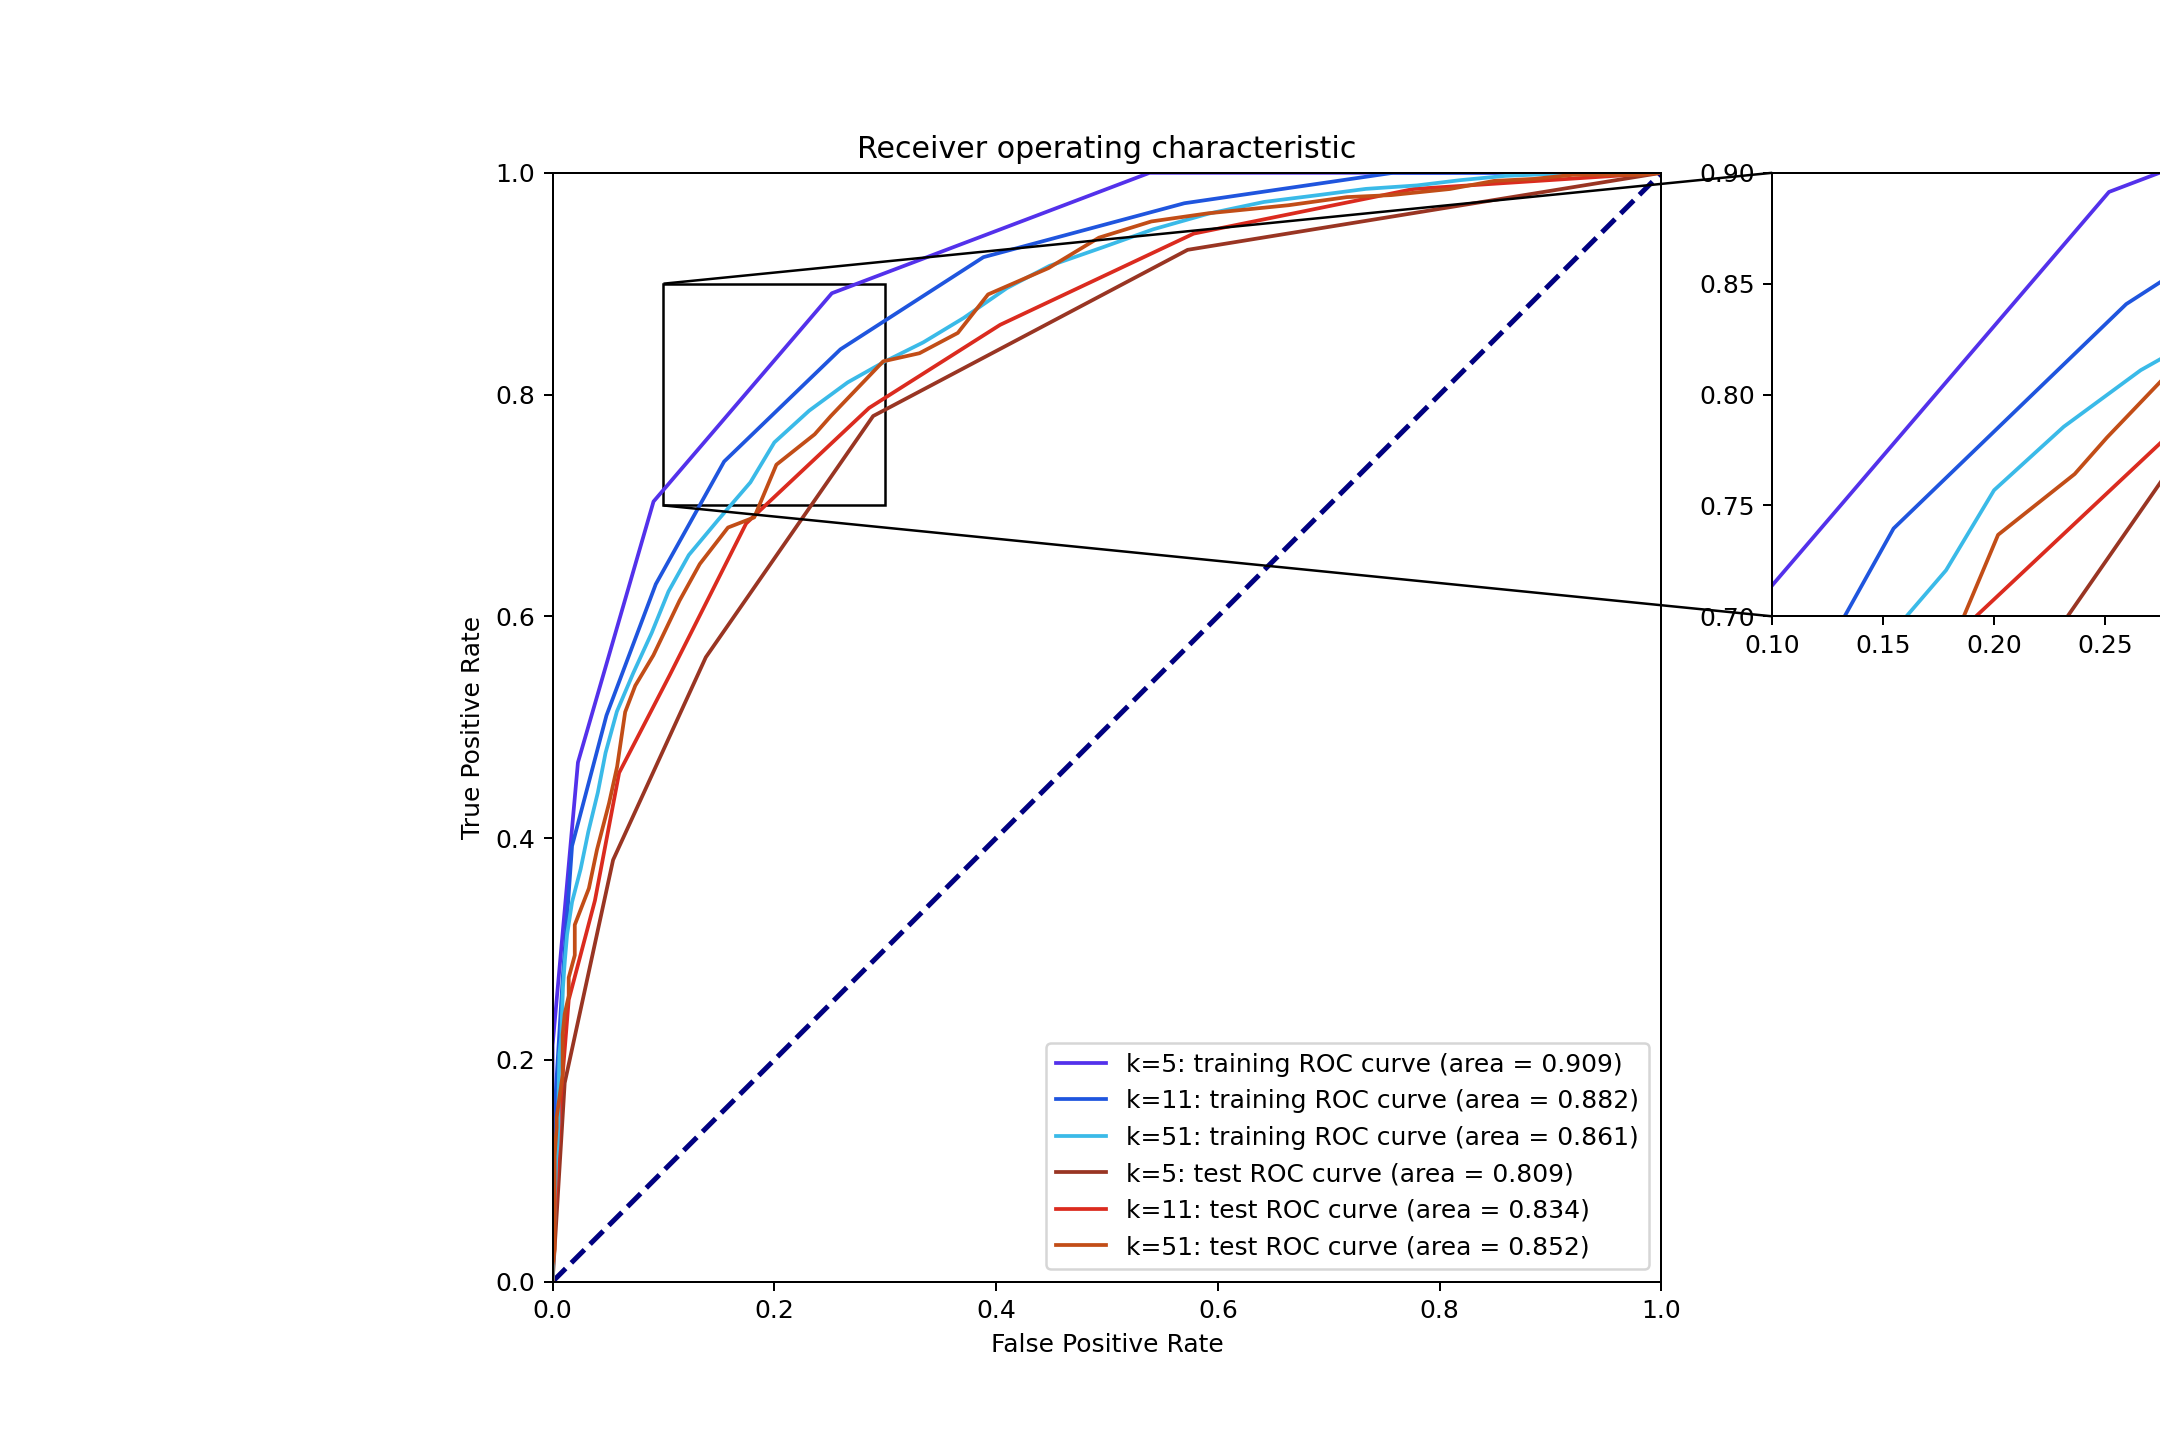 Receiver operating characteristic
1.0
0.8
0.6
0.4
0.2
0.0
True Positive Rate
0.0 0.2 0.4 0.6 0.8 1.0
False Positive Rate
k=5: training ROC curve (area = 0.909)
k=11: training ROC curve (area = 0.882)
k=51: training ROC curve (area = 0.861)
k=5: test ROC curve (area = 0.809)
k=11: test ROC curve (area = 0.834)
k=51: test ROC curve (area = 0.852)
0.90
0.85
0.80
0.75
0.70
0.10 0.15 0.20 0.25